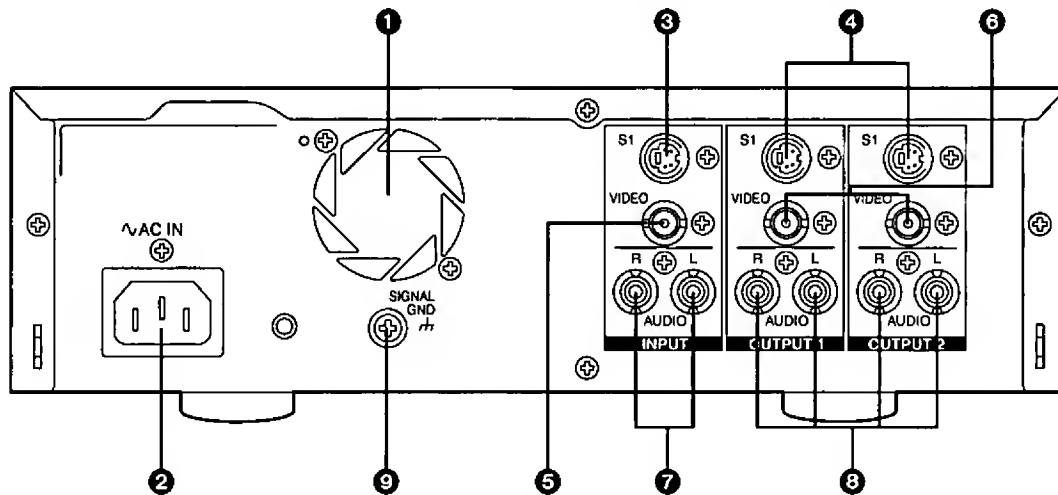 1 3 4 6
S1 S1 S1
VIDEO VIDEO VIDEO
∿AC IN
R L R L R L
SIGNAL
GND
AUDIO AUDIO AUDIO
INPUT OUTPUT 1 OUTPUT 2
2 9 5 7 8